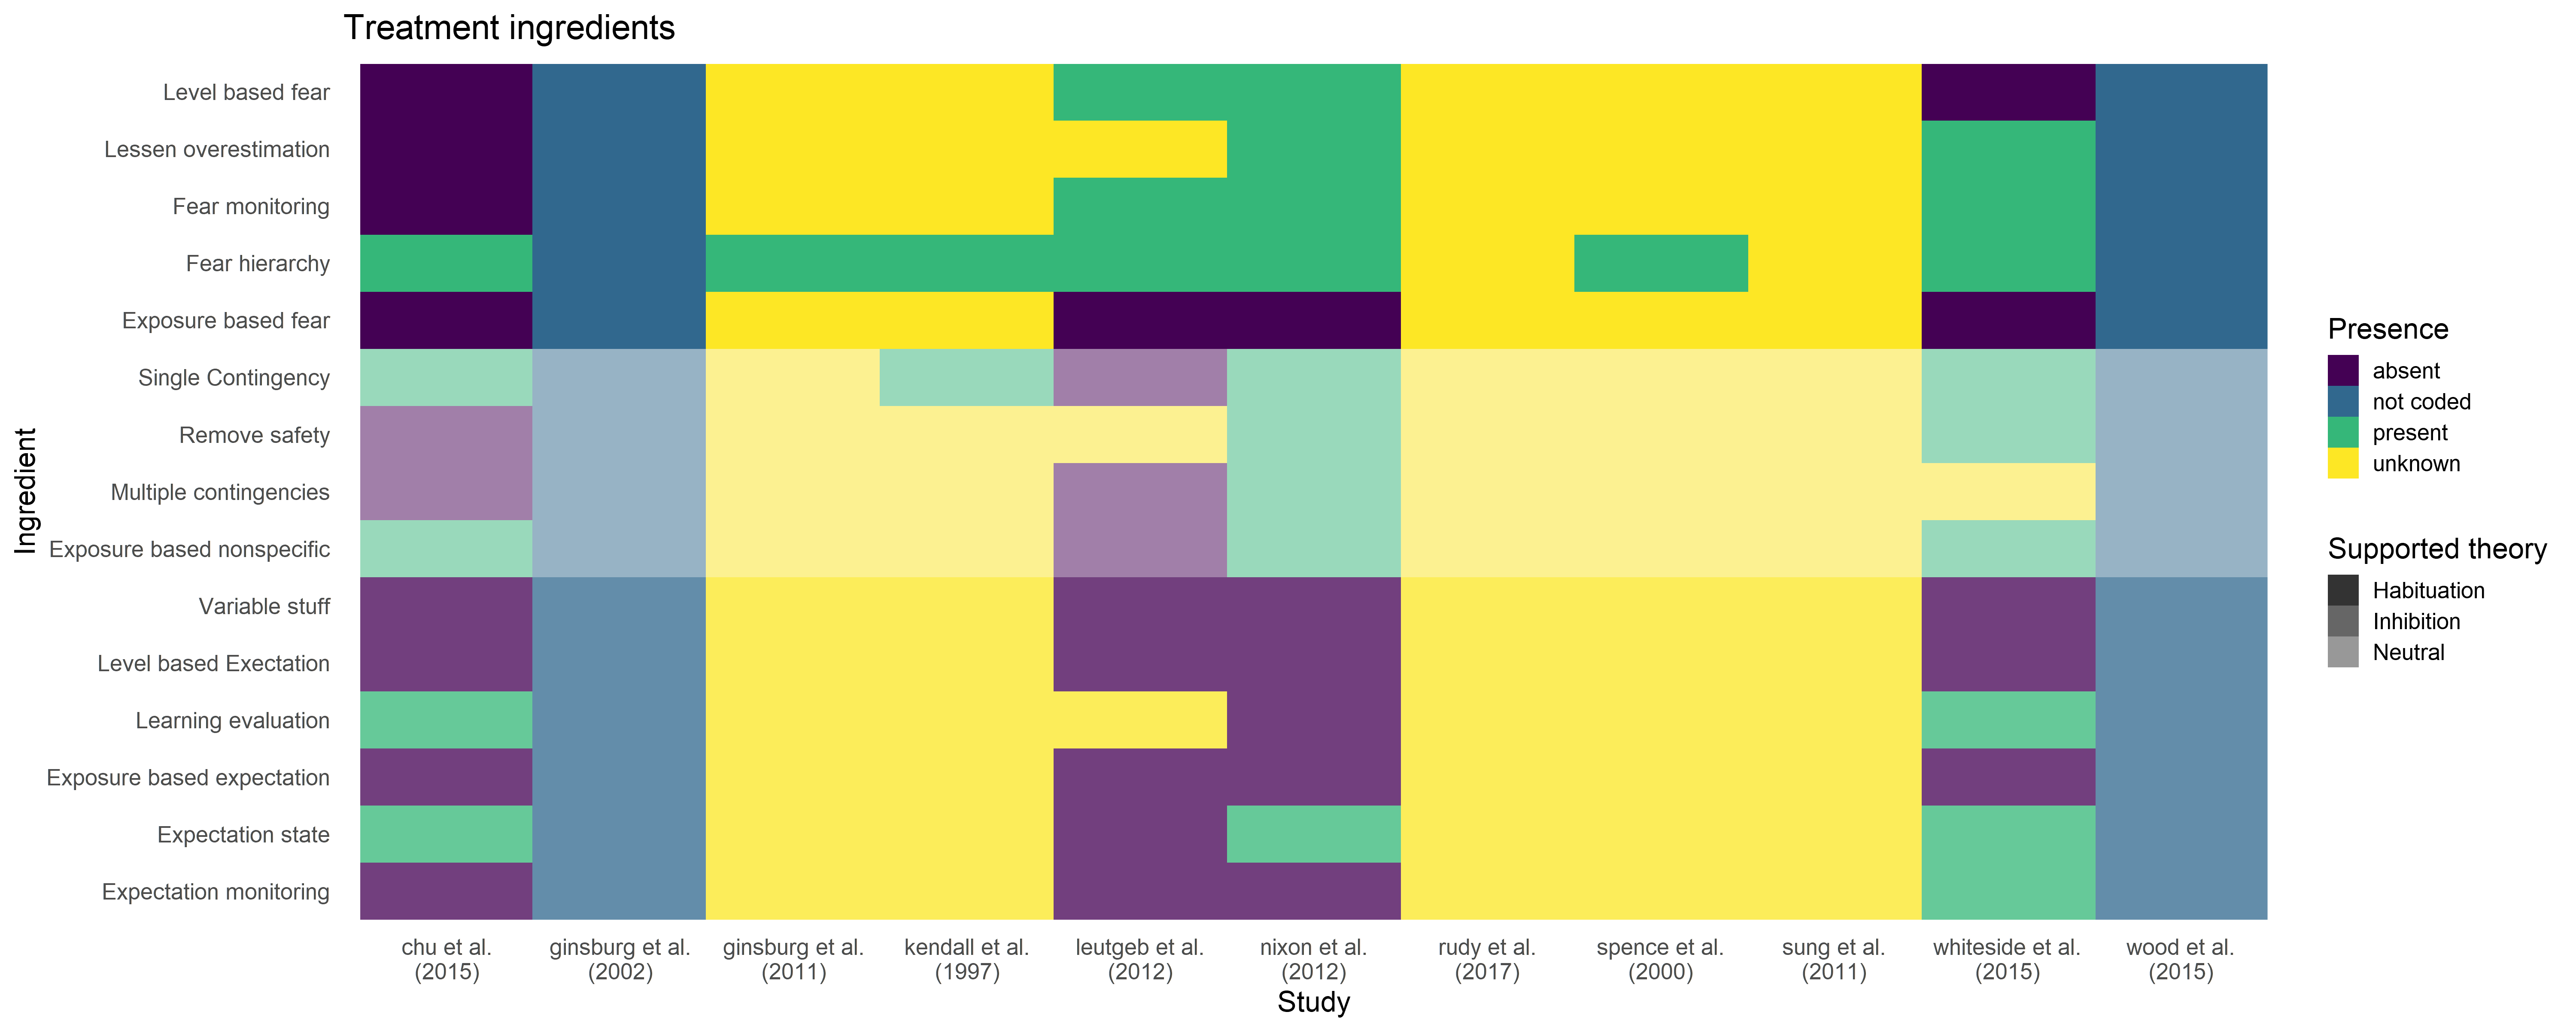 Treatment ingredients
Ingredient
Level based fear
Lessen overestimation
Fear monitoring
Fear hierarchy
Exposure based fear
Single Contingency
Remove safety
Multiple contingencies
Exposure based nonspecific
Variable stuff
Level based Exectation
Learning evaluation
Exposure based expectation
Expectation state
Expectation monitoring
chu et al.
(2015)
ginsburg et al.
(2002)
ginsburg et al.
(2011)
kendall et al.
(1997)
leutgeb et al.
(2012)
nixon et al.
(2012)
rudy et al.
(2017)
spence et al.
(2000)
sung et al.
(2011)
whiteside et al.
(2015)
wood et al.
(2015)
Study
Presence
absent
not coded
present
unknown
Supported theory
Habituation
Inhibition
Neutral